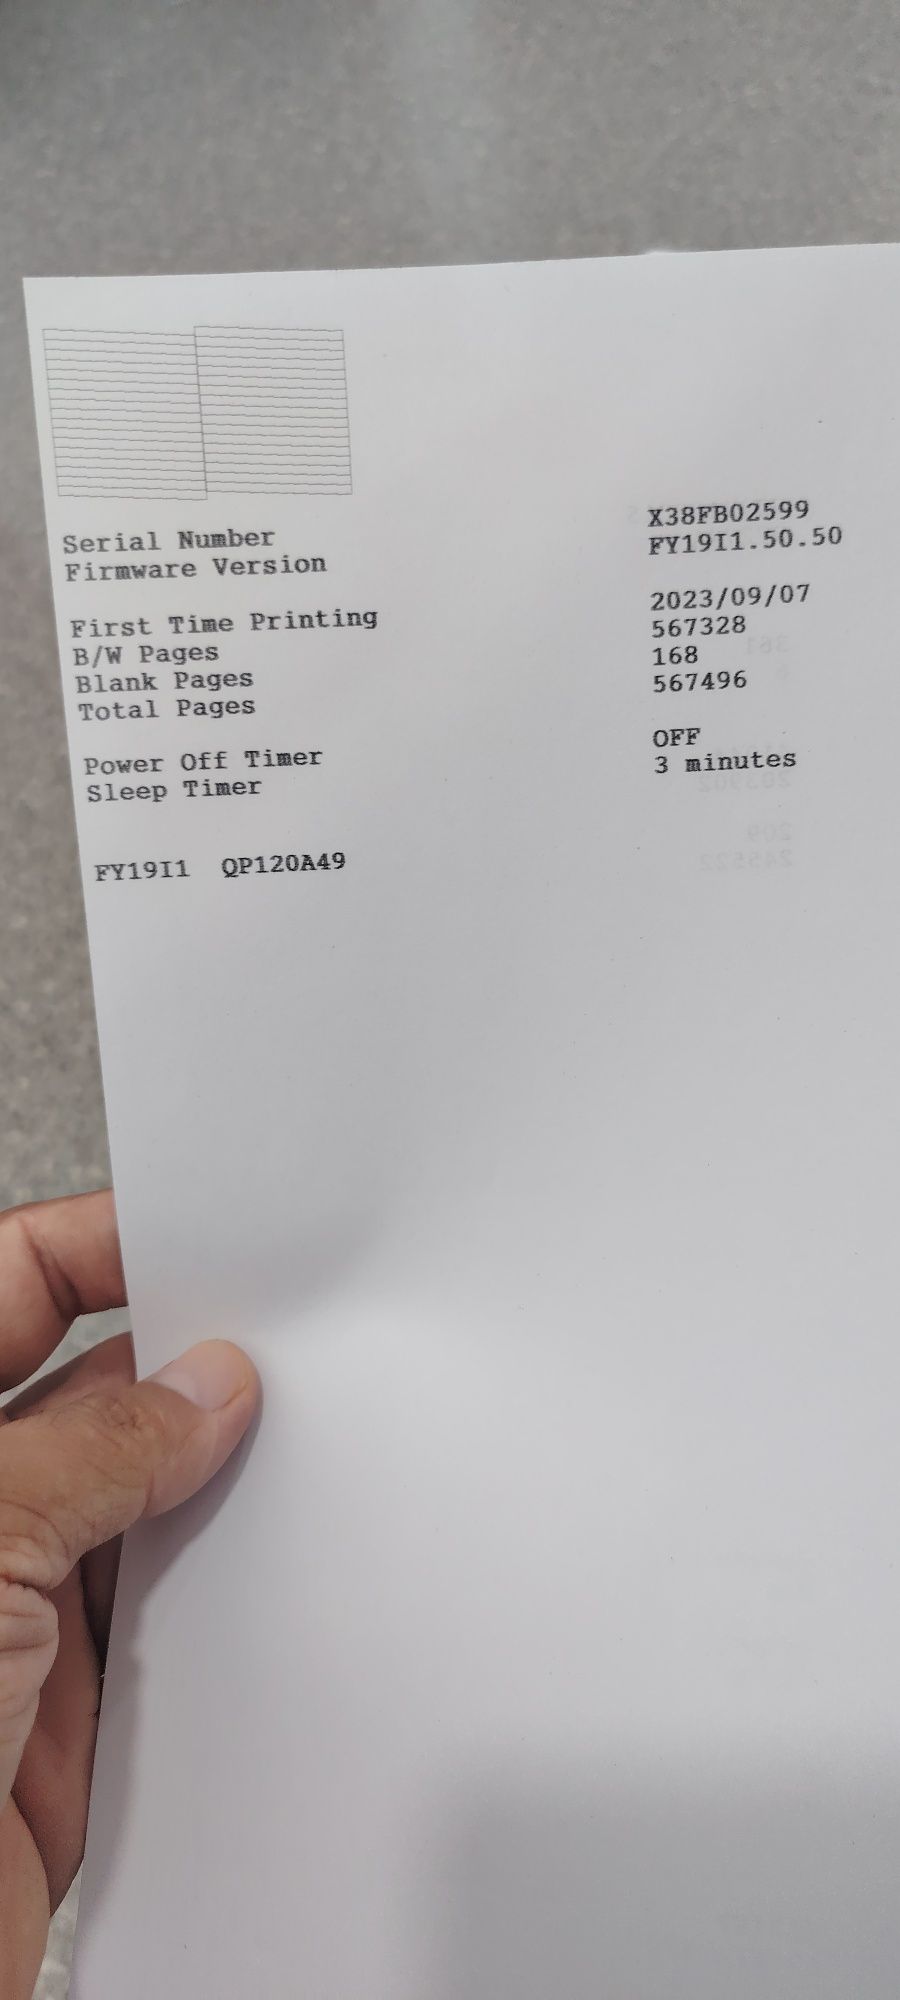 Serial Number X38FB02599
Firmware Version FY19I1.50.50
First Time Printing 2023/09/07
B/W Pages 567328
Blank Pages 168
Total Pages 567496
Power Off Timer OFF
Sleep Timer 3 minutes
FY19I1 QP120A49